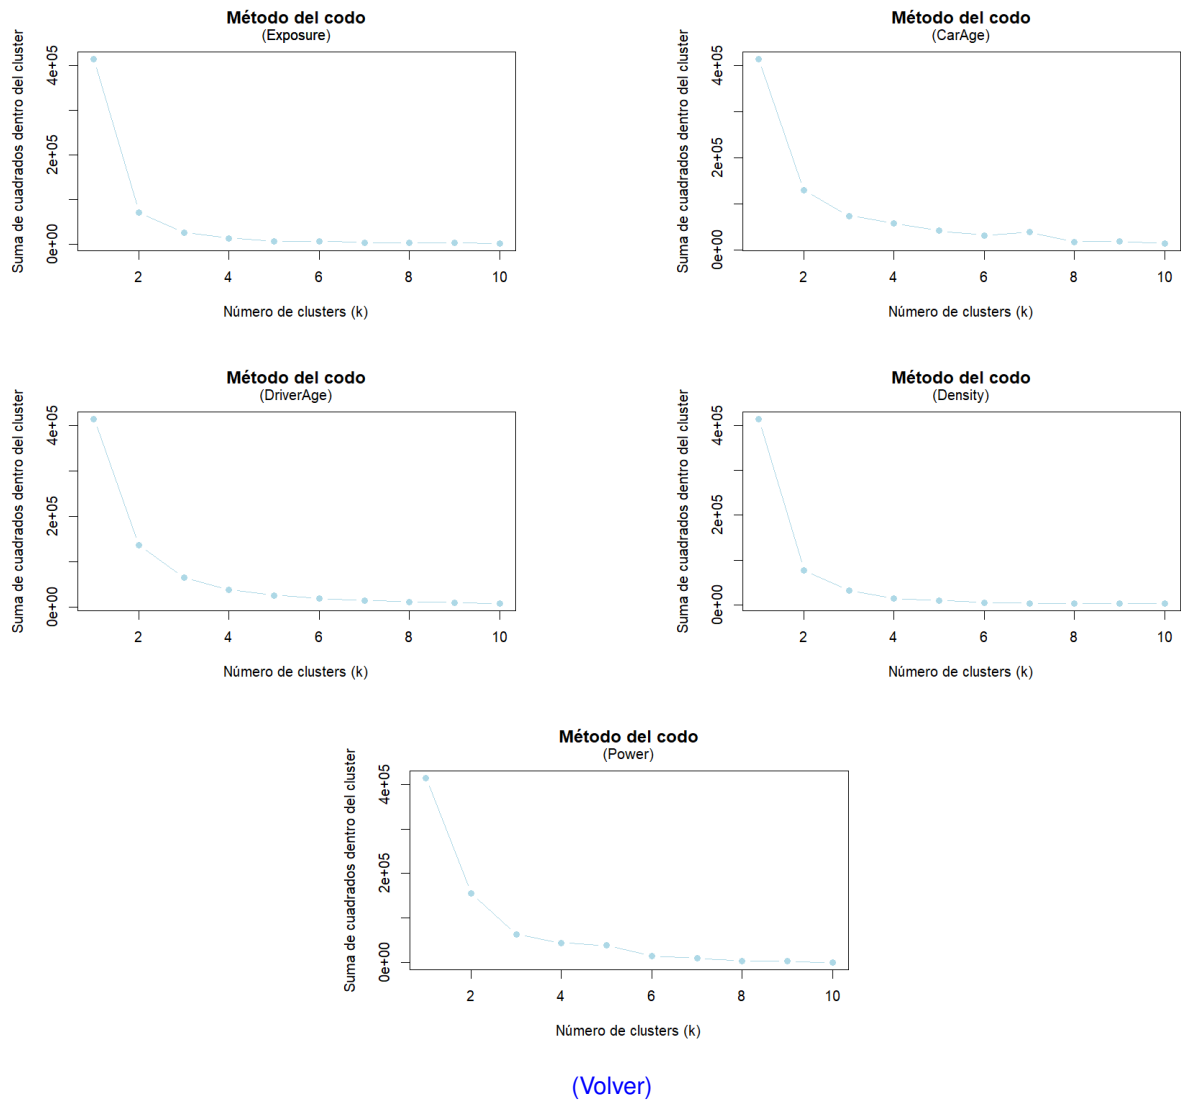 Método del codo
(Exposure)
Suma de cuadrados dentro del cluster
4e+05
2e+05
0e+00
2 4 6 8 10
Número de clusters (k)
Método del codo
(CarAge)
Suma de cuadrados dentro del cluster
4e+05
2e+05
0e+00
2 4 6 8 10
Número de clusters (k)
Método del codo
(DriverAge)
Suma de cuadrados dentro del cluster
4e+05
2e+05
0e+00
2 4 6 8 10
Número de clusters (k)
Método del codo
(Density)
Suma de cuadrados dentro del cluster
4e+05
2e+05
0e+00
2 4 6 8 10
Número de clusters (k)
Método del codo
(Power)
Suma de cuadrados dentro del cluster
4e+05
2e+05
0e+00
2 4 6 8 10
Número de clusters (k)
(Volver)